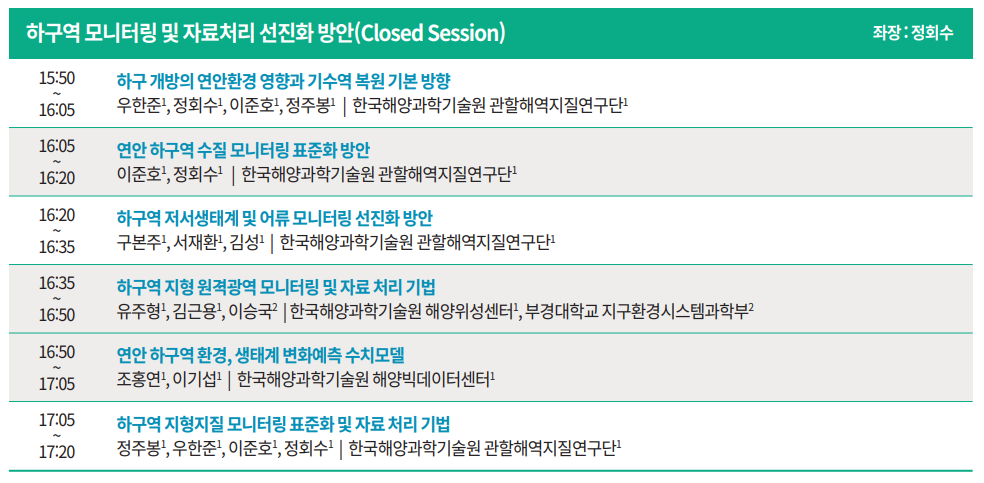 하구역 모니터링 및 자료처리 선진화 방안(Closed Session) 좌장 : 정회수
15:50
~
16:05
하구 개방의 연안환경 영향과 기수역 복원 기본 방향
우한준¹, 정회수¹, 이준호¹, 정주봉¹ | 한국해양과학기술원 관할해역지질연구단¹
16:05
~
16:20
연안 하구역 수질 모니터링 표준화 방안
이준호¹, 정회수¹ | 한국해양과학기술원 관할해역지질연구단¹
16:20
~
16:35
하구역 저서생태계 및 어류 모니터링 선진화 방안
구본주¹, 서재환¹, 김성¹ | 한국해양과학기술원 관할해역지질연구단¹
16:35
~
16:50
하구역 지형 원격광역 모니터링 및 자료 처리 기법
유주형¹, 김근용¹, 이승국² | 한국해양과학기술원 해양위성센터¹, 부경대학교 지구환경시스템과학부²
16:50
~
17:05
연안 하구역 환경, 생태계 변화예측 수치모델
조홍연¹, 이기섭¹ | 한국해양과학기술원 해양빅데이터센터¹
17:05
~
17:20
하구역 지형지질 모니터링 표준화 및 자료 처리 기법
정주봉¹, 우한준¹, 이준호¹, 정회수¹ | 한국해양과학기술원 관할해역지질연구단¹